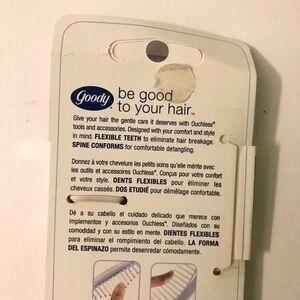 Goody
be good
to your hair™
Give your hair the gentle care it deserves with Ouchless®
tools and accessories. Designed with your comfort and style
in mind. FLEXIBLE TEETH to eliminate hair breakage.
SPINE CONFORMS for comfortable detangling.
Donnez à votre chevelure les petits soins qu'elle mérite avec
les outils et accessoires Ouchless®. Conçus pour votre confort
et votre style. DENTS FLEXIBLES pour éliminer les
cheveux cassés. DOS ETUDIÉ pour démêlage comfortable.
Dé a su cabello el cuidado delicado que merece con
implementos y accesorios Ouchless®. Diseñados con su
comodidad y con su estilo en mente. DIENTES FLEXIBLES
para eliminar el rompimiento del cabello. LA FORMA
DEL ESPINAZO permite desenredar cómodamente.